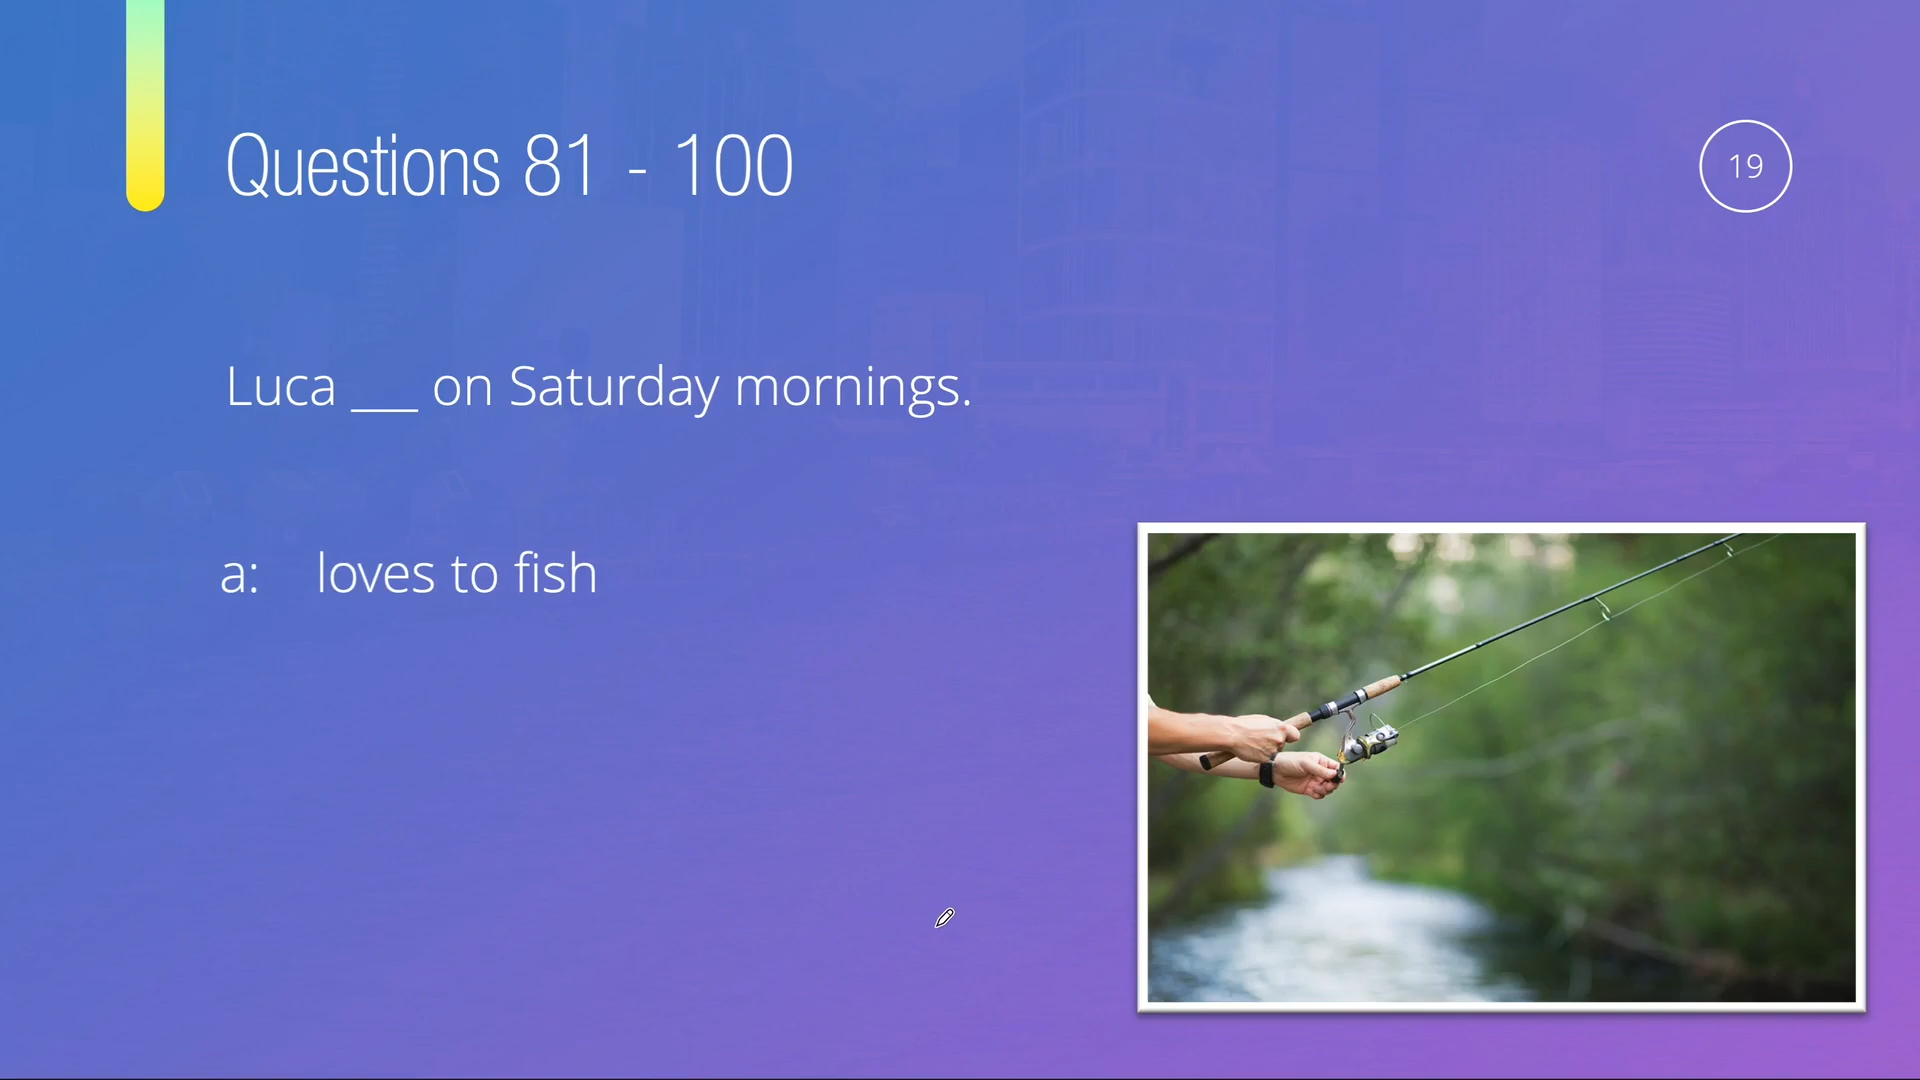 Questions 81 - 100
19
Luca ___ on Saturday mornings.
a: loves to fish